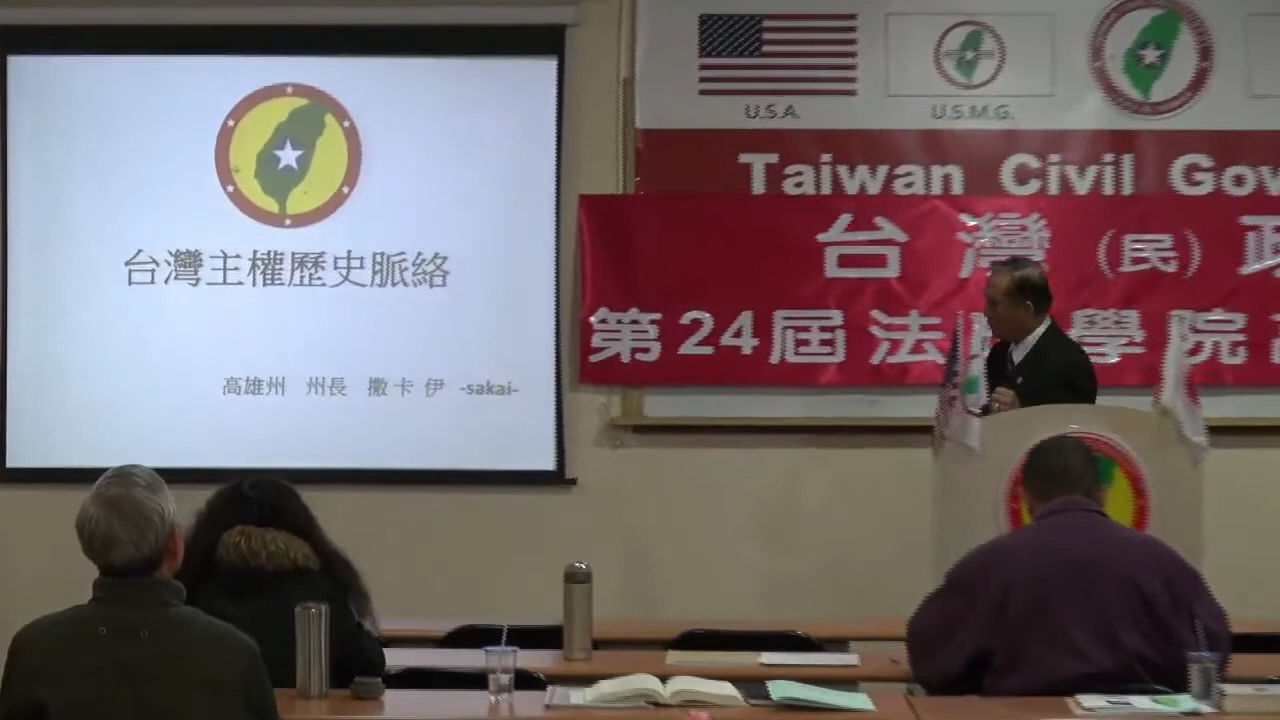 台灣主權歷史脈絡
高雄州 州長 撒卡伊 -sakai-
U.S.A.
U.S.M.G.
Taiwan Civil Gov
台灣(民)政
第24屆法 學院